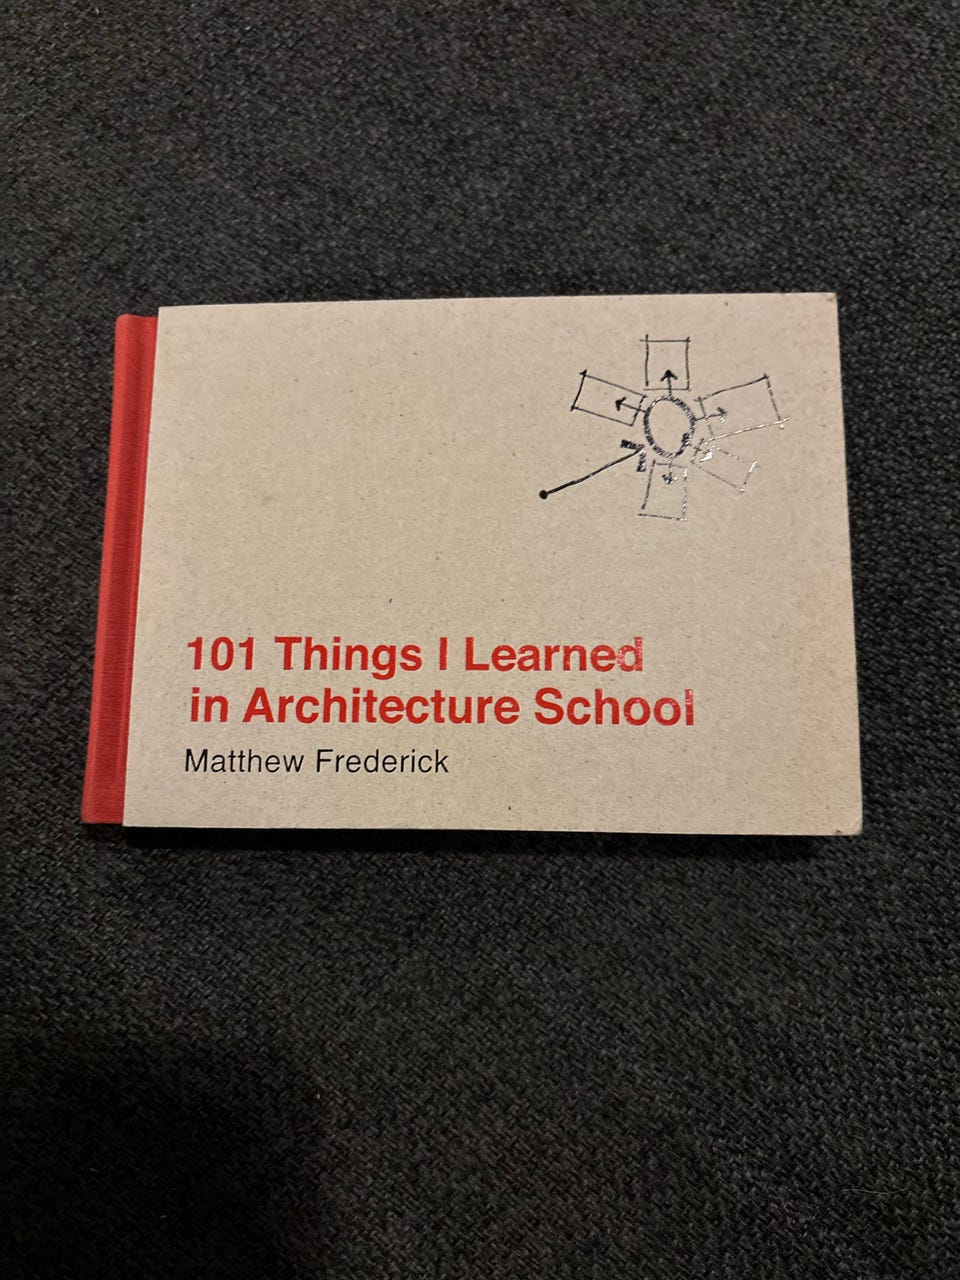 101 Things I Learned
in Architecture School
Matthew Frederick